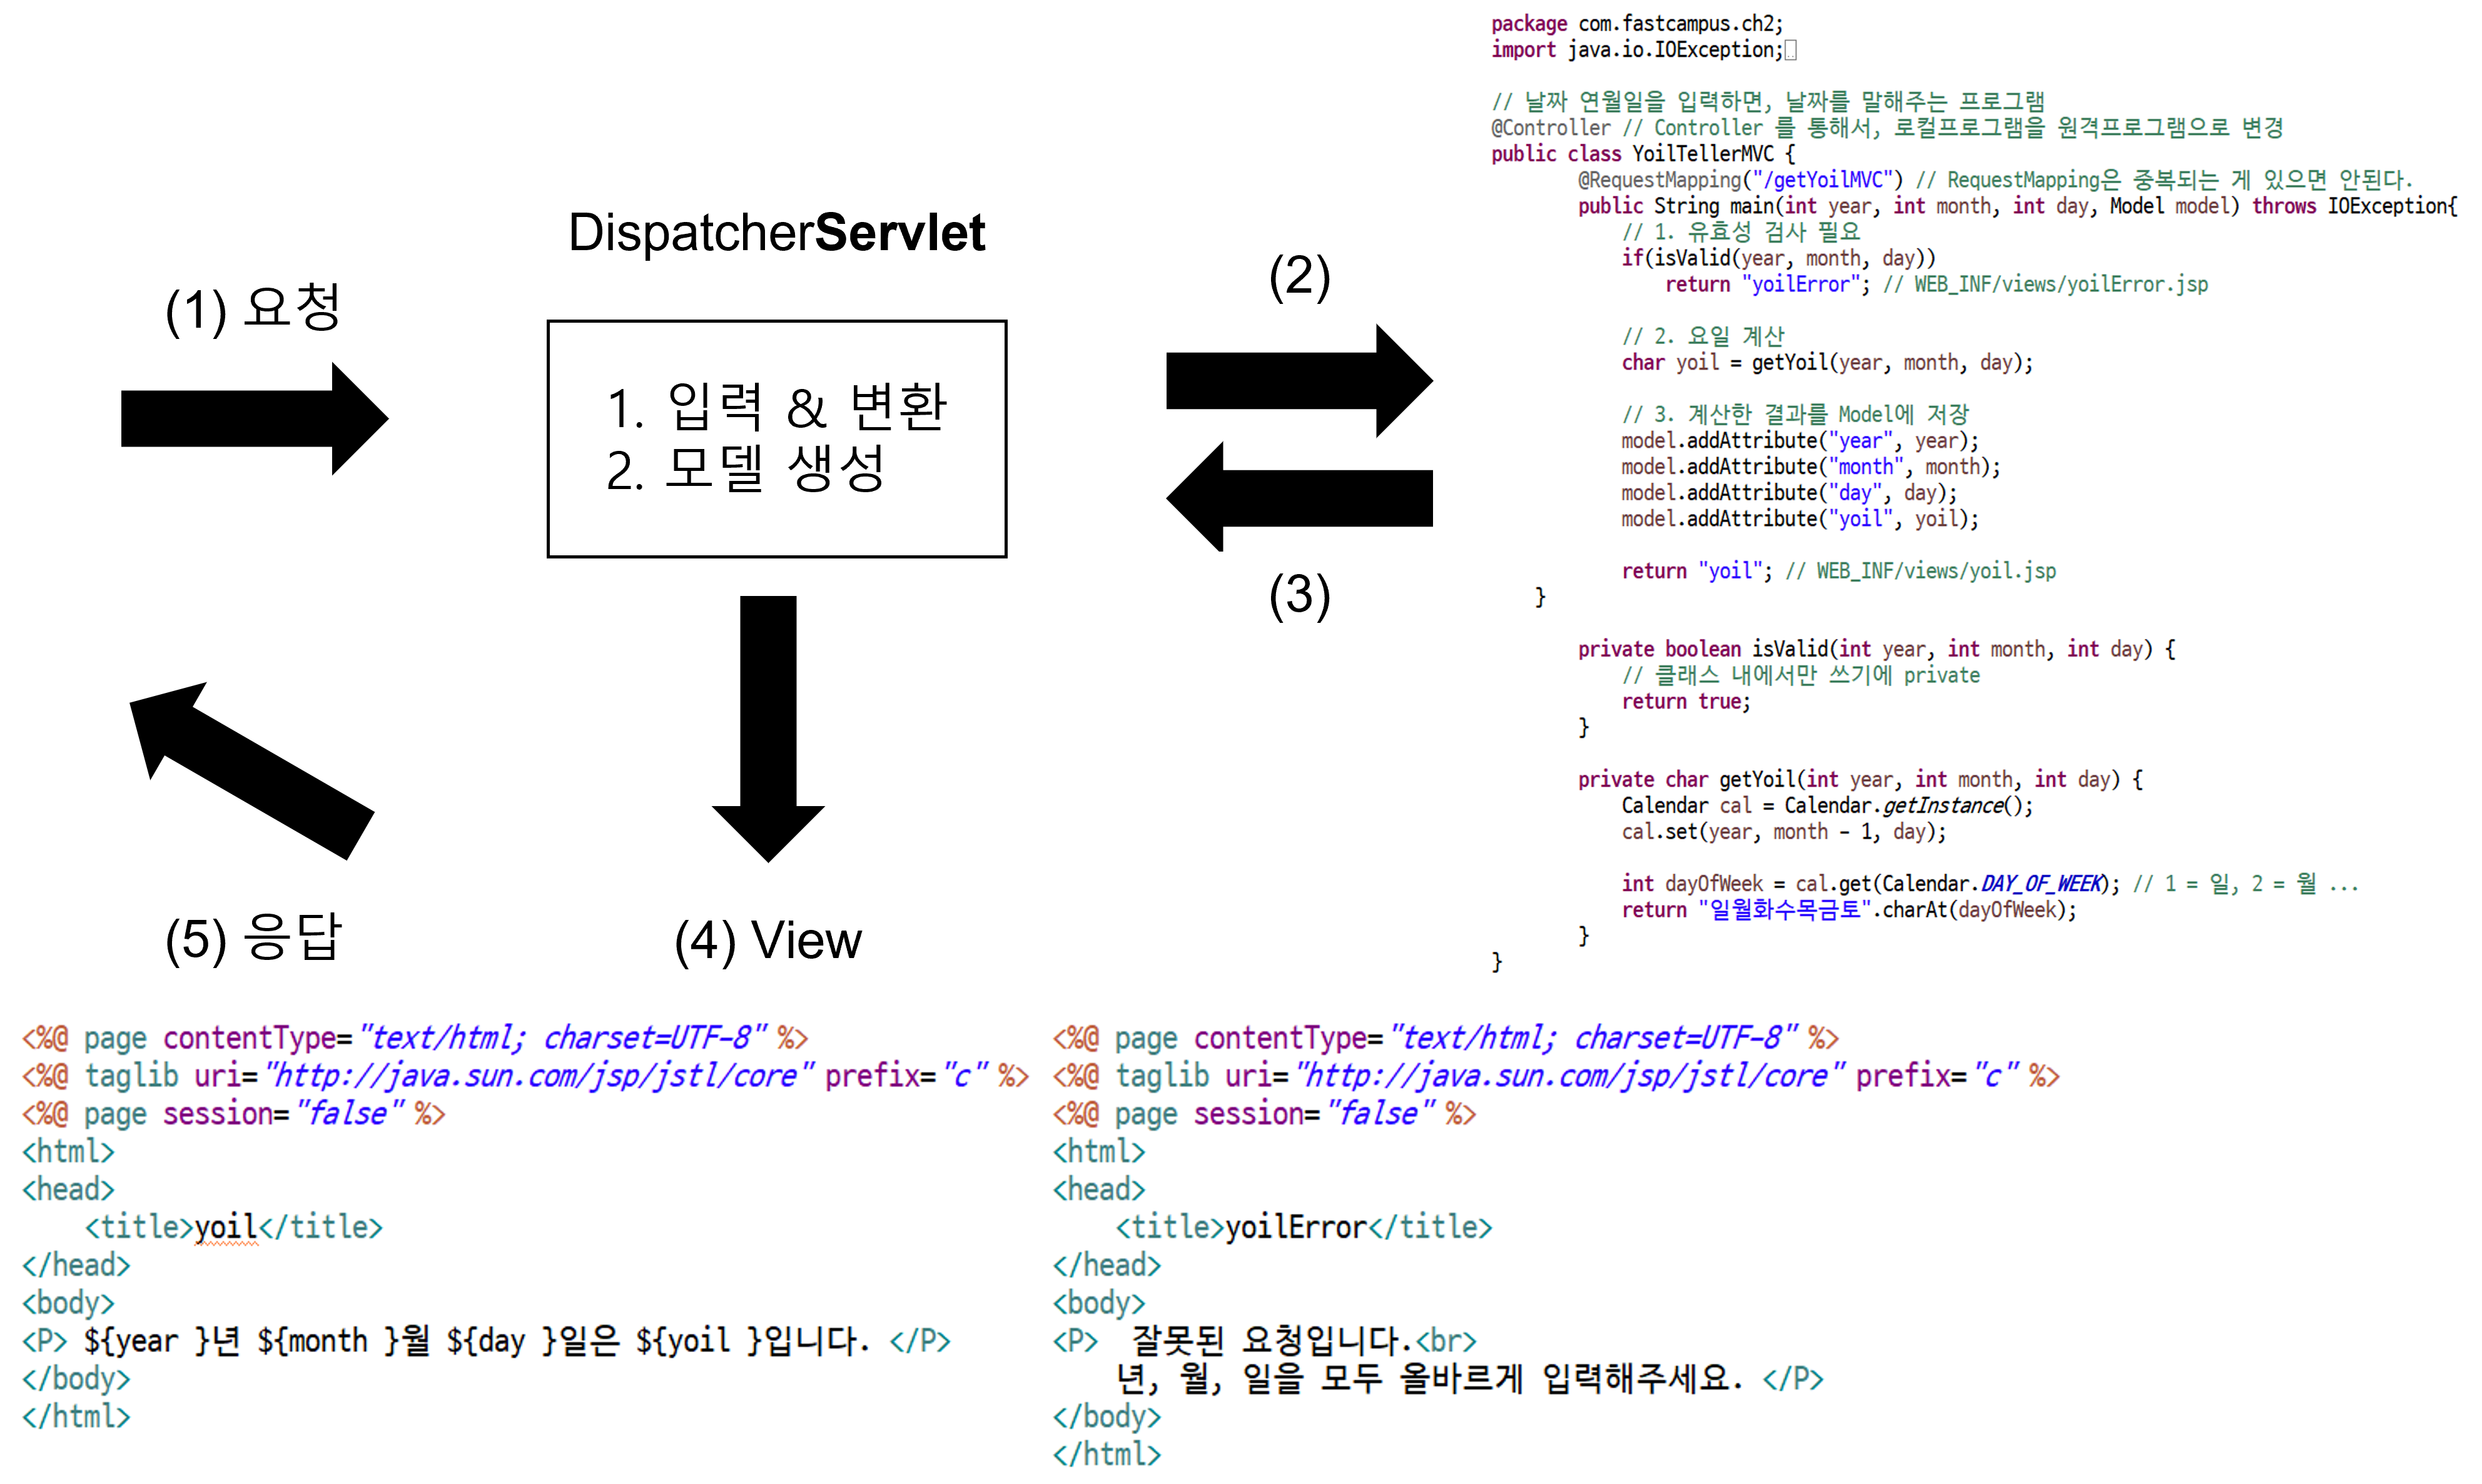 DispatcherServlet
(1) 요청
1. 입력 & 변환
2. 모델 생성
(2)
(3)
(4) View
(5) 응답
package com.fastcampus.ch2;
import java.io.IOException;
// 날짜 연월일을 입력하면, 날짜를 말해주는 프로그램
@Controller // Controller 를 통해서, 로컬프로그램을 원격프로그램으로 변경
public class YoilTellerMVC {
@RequestMapping("/getYoilMVC") // RequestMapping은 중복되는 게 있으면 안된다.
public String main(int year, int month, int day, Model model) throws IOException{
// 1. 유효성 검사 필요
if(isValid(year, month, day))
return "yoilError"; // WEB_INF/views/yoilError.jsp
// 2. 요일 계산
char yoil = getYoil(year, month, day);
// 3. 계산한 결과를 Model에 저장
model.addAttribute("year", year);
model.addAttribute("month", month);
model.addAttribute("day", day);
model.addAttribute("yoil", yoil);
return "yoil"; // WEB_INF/views/yoil.jsp
}
private boolean isValid(int year, int month, int day) {
// 클래스 내에서만 쓰기에 private
return true;
}
private char getYoil(int year, int month, int day) {
Calendar cal = Calendar.getInstance();
cal.set(year, month - 1, day);
int dayOfWeek = cal.get(Calendar.DAY_OF_WEEK); // 1 = 일, 2 = 월 ...
return "일월화수목금토".charAt(dayOfWeek);
}
}
<%@ page contentType="text/html; charset=UTF-8" %>
<%@ taglib uri="http://java.sun.com/jsp/jstl/core" prefix="c" %>
<%@ page session="false" %>
<html>
<head>
<title>yoil</title>
</head>
<body>
<P> ${year }년 ${month }월 ${day }일은 ${yoil }입니다. </P>
</body>
</html>
<%@ page contentType="text/html; charset=UTF-8" %>
<%@ taglib uri="http://java.sun.com/jsp/jstl/core" prefix="c" %>
<%@ page session="false" %>
<html>
<head>
<title>yoilError</title>
</head>
<body>
<P> 잘못된 요청입니다.<br>
년, 월, 일을 모두 올바르게 입력해주세요. </P>
</body>
</html>